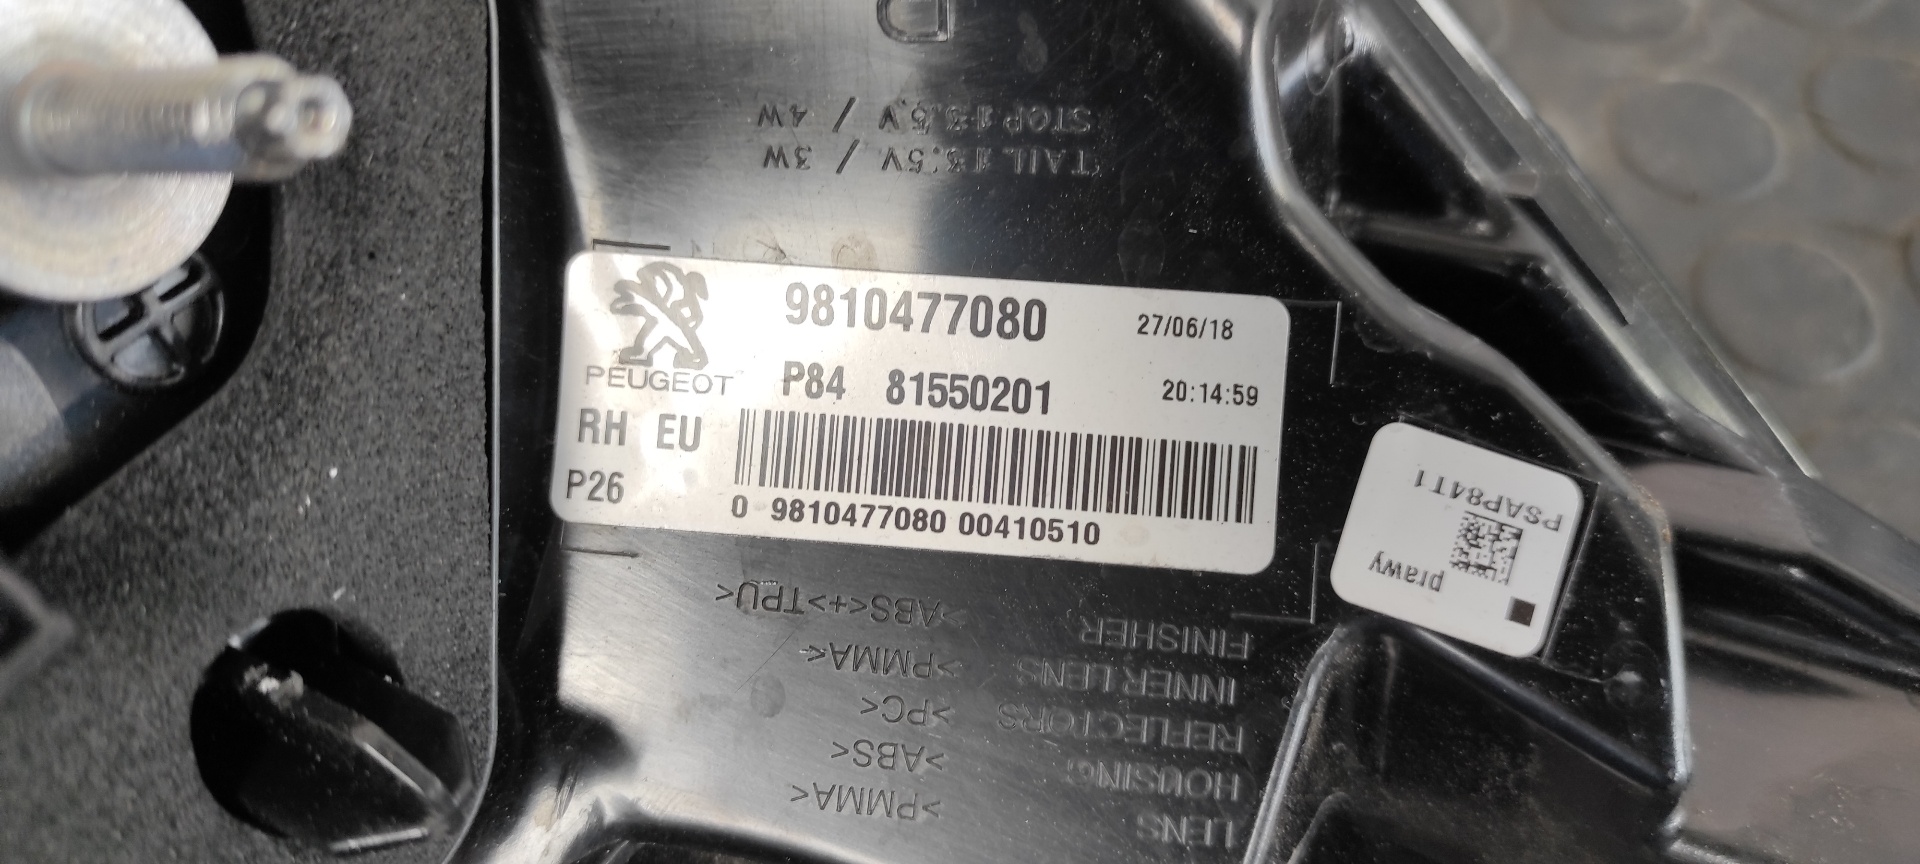 D
STOP 13.5V / 4W
TAIL 13.5V / 3W
9810477080
27/06/18
PEUGEOT
P84 81550201
20:14:59
RH EU
P26
0 9810477080 00410510
PSAP84T1
prawy
LENS >PMMA<
HOUSING >ABS<
REFLECTORS >PC<
INNER LENS >PMMA<
FINISHER >ABS<+>TPU<